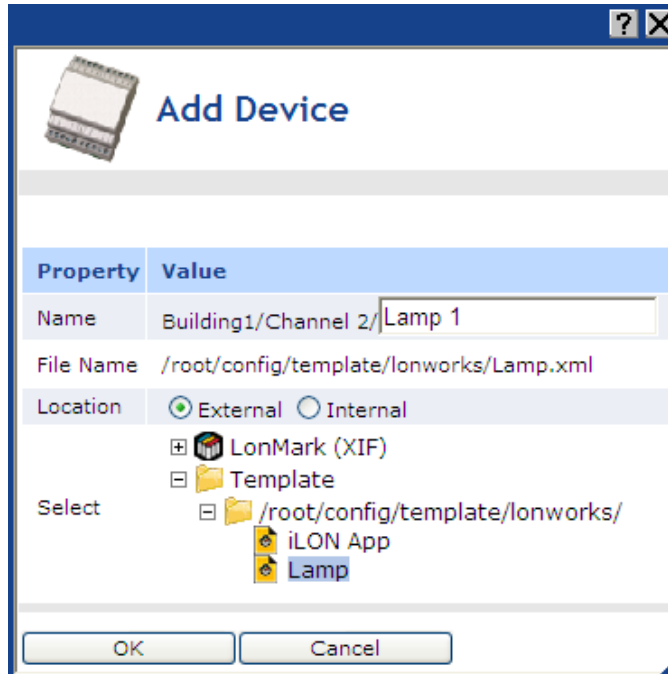 ?
Add Device
Property Value
Name Building1/Channel 2/Lamp 1
File Name /root/config/template/lonworks/Lamp.xml
Location External Internal
LonMark (XIF)
Template
Select /root/config/template/lonworks/
iLON App
Lamp
OK Cancel